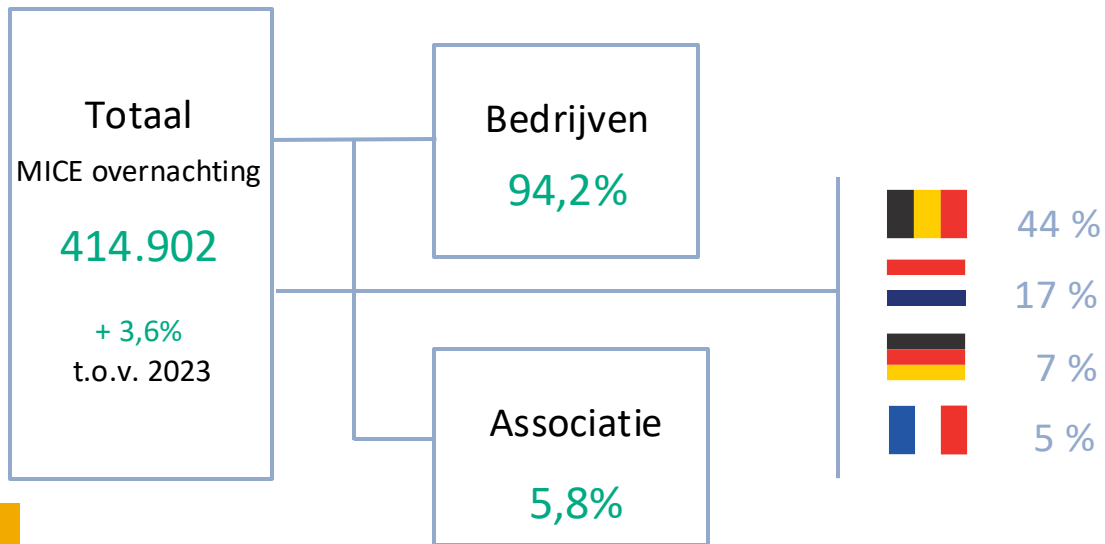 Totaal
MICE overnachting
414.902
+ 3,6%
t.o.v. 2023
Bedrijven
94,2%
Associatie
5,8%
44 %
17 %
7 %
5 %